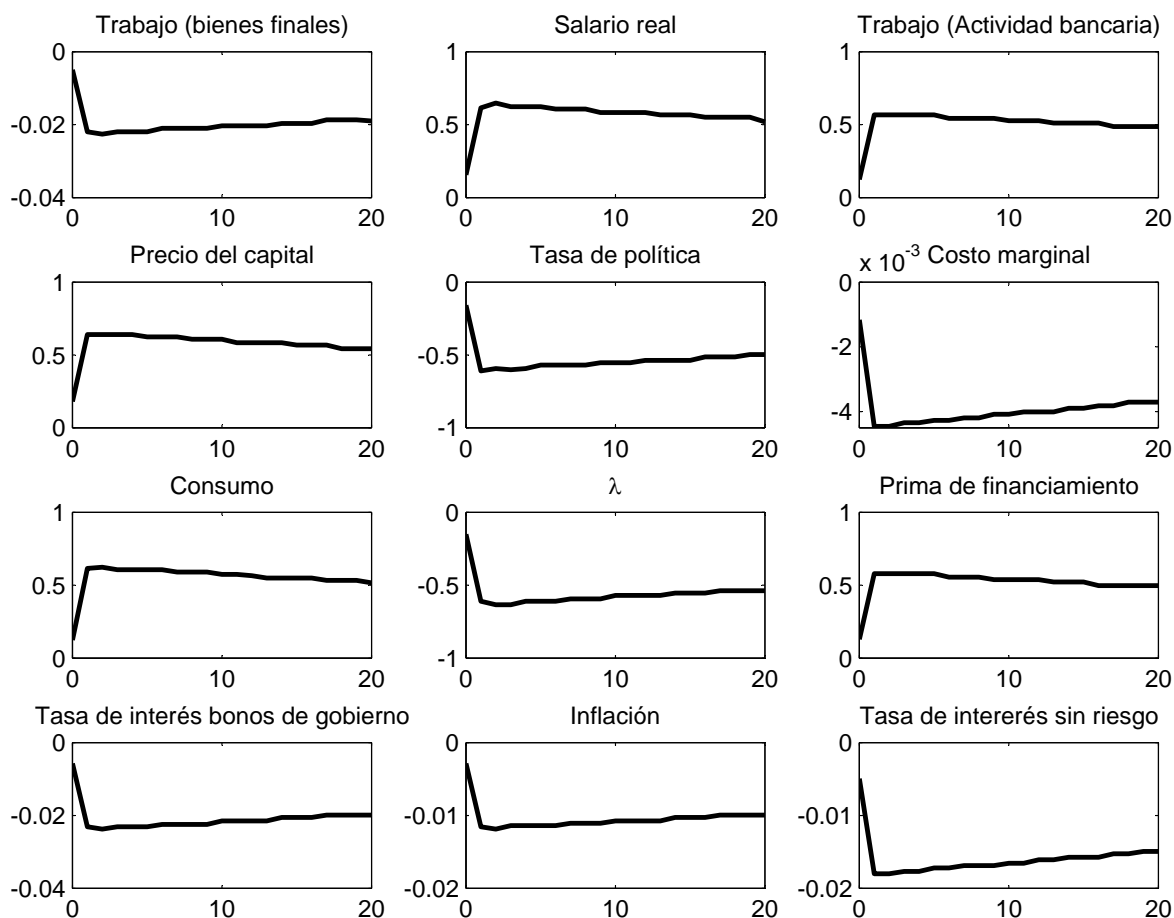 Trabajo (bienes finales)
0
-0.02
-0.04
0 10 20
Salario real
1
0.5
0
0 10 20
Trabajo (Actividad bancaria)
1
0.5
0
0 10 20
Precio del capital
1
0.5
0
0 10 20
Tasa de política
0
-0.5
-1
0 10 20
x 10⁻³ Costo marginal
0
-2
-4
0 10 20
Consumo
1
0.5
0
0 10 20
λ
0
-0.5
-1
0 10 20
Prima de financiamiento
1
0.5
0
0 10 20
Tasa de interés bonos de gobierno
0
-0.02
-0.04
0 10 20
Inflación
0
-0.01
-0.02
0 10 20
Tasa de intererés sin riesgo
0
-0.01
-0.02
0 10 20